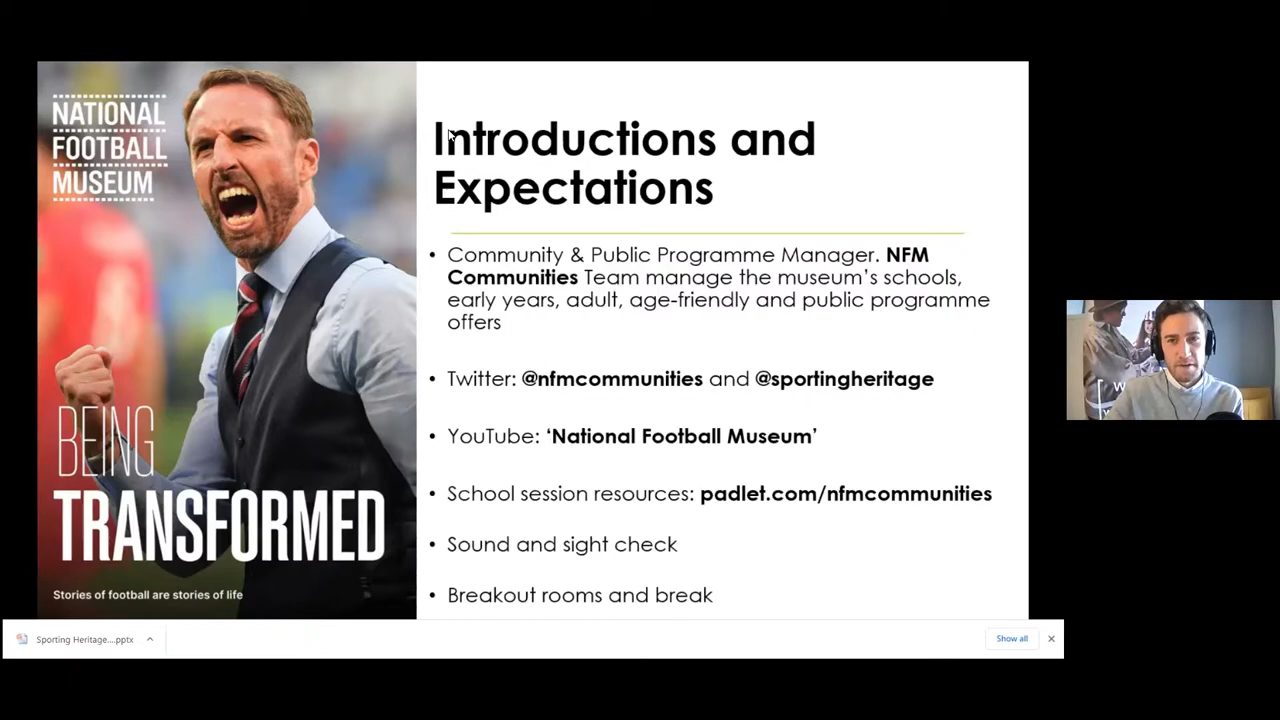 NATIONAL
FOOTBALL
MUSEUM
BEING
TRANSFORMED
Stories of football are stories of life
Introductions and
Expectations
• Community & Public Programme Manager. NFM
Communities Team manage the museum's schools,
early years, adult, age-friendly and public programme
offers
• Twitter: @nfmcommunities and @sportingheritage
• YouTube: ‘National Football Museum’
• School session resources: padlet.com/nfmcommunities
• Sound and sight check
• Breakout rooms and break
Sporting Heritage....pptx
Show all